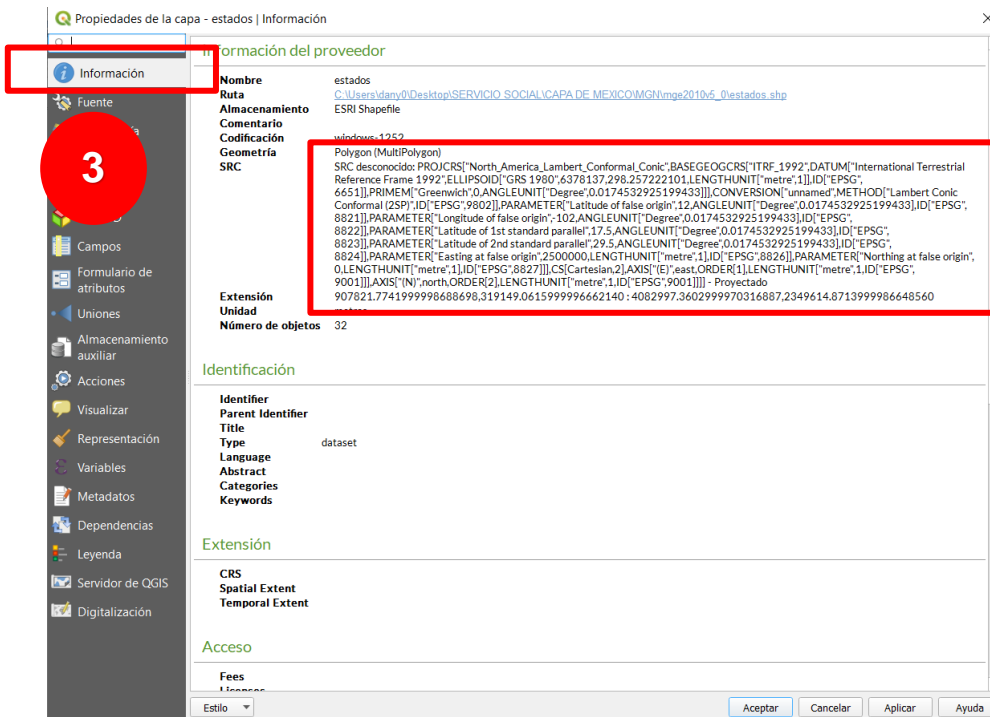 Propiedades de la capa - estados | Información
Información del proveedor
Información
Fuente
3
Campos
Formulario de
atributos
Uniones
Almacenamiento
auxiliar
Acciones
Visualizar
Representación
Variables
Metadatos
Dependencias
Leyenda
Servidor de QGIS
Digitalización
Nombre estados
Ruta C:\Users\dany0\Desktop\SERVICIO SOCIAL\CAPA DE MEXICO\MGN\mge2010v5_0\estados.shp
Almacenamiento ESRI Shapefile
Comentario
Codificación windows-1252
Geometría Polygon (MultiPolygon)
SRC SRC desconocido: PROJCRS["North_America_Lambert_Conformal_Conic",BASEGEOGCRS["ITRF_1992",DATUM["International Terrestrial
Reference Frame 1992",ELLIPSOID["GRS 1980",6378137,298.257222101,LENGTHUNIT["metre",1]],ID["EPSG",
6651]],PRIMEM["Greenwich",0,ANGLEUNIT["Degree",0.0174532925199433]]],CONVERSION["unnamed",METHOD["Lambert Conic
Conformal (2SP)",ID["EPSG",9802]],PARAMETER["Latitude of false origin",12,ANGLEUNIT["Degree",0.0174532925199433],ID["EPSG",
8821]],PARAMETER["Longitude of false origin",-102,ANGLEUNIT["Degree",0.0174532925199433],ID["EPSG",
8822]],PARAMETER["Latitude of 1st standard parallel",17.5,ANGLEUNIT["Degree",0.0174532925199433],ID["EPSG",
8823]],PARAMETER["Latitude of 2nd standard parallel",29.5,ANGLEUNIT["Degree",0.0174532925199433],ID["EPSG",
8824]],PARAMETER["Easting at false origin",2500000,LENGTHUNIT["metre",1],ID["EPSG",8826]],PARAMETER["Northing at false origin",
0,LENGTHUNIT["metre",1],ID["EPSG",8827]]],CS[Cartesian,2],AXIS["(E)",east,ORDER[1],LENGTHUNIT["metre",1,ID["EPSG",
9001]]],AXIS["(N)",north,ORDER[2],LENGTHUNIT["metre",1,ID["EPSG",9001]]]] - Proyectado
Extensión 907821.7741999998688698,319149.0615999996662140 : 4082997.3602999970316887,2349614.8713999986648560
Unidad metros
Número de objetos 32
Identificación
Identifier
Parent Identifier
Title
Type dataset
Language
Abstract
Categories
Keywords
Extensión
CRS
Spatial Extent
Temporal Extent
Acceso
Fees
Licenses
Estilo
Aceptar
Cancelar
Aplicar
Ayuda